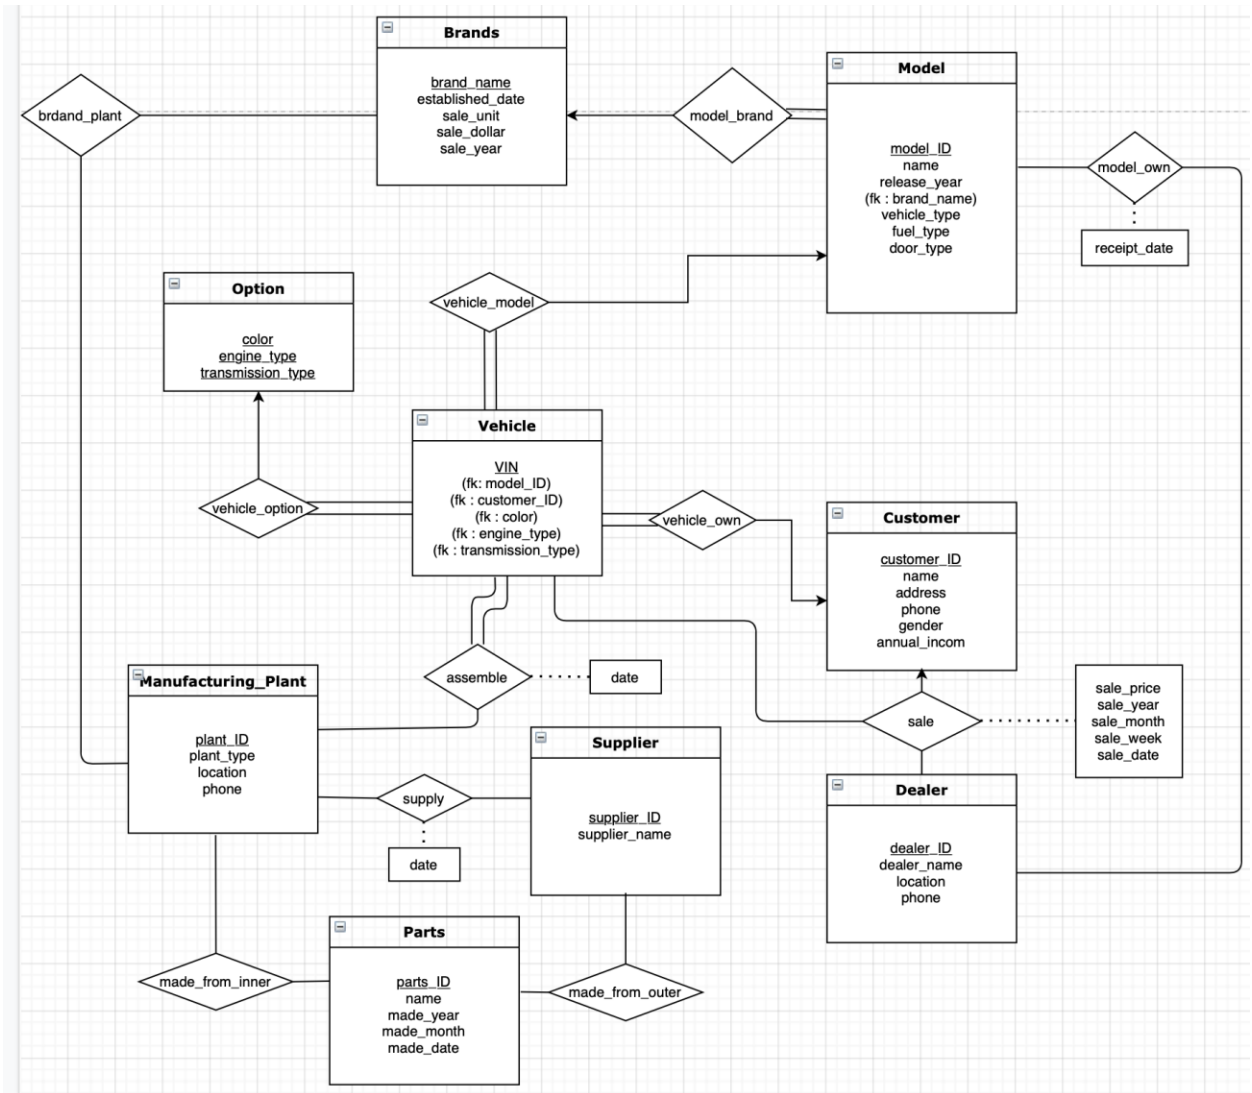 Brands
brand_name
established_date
sale_unit
sale_dollar
sale_year
brdand_plant
model_brand
Model
model_ID
name
release_year
(fk : brand_name)
vehicle_type
fuel_type
door_type
model_own
receipt_date
Option
color
engine_type
transmission_type
vehicle_model
vehicle_option
Vehicle
VIN
(fk: model_ID)
(fk : customer_ID)
(fk : color)
(fk : engine_type)
(fk : transmission_type)
vehicle_own
Customer
customer_ID
name
address
phone
gender
annual_incom
assemble
date
Manufacturing_Plant
plant_ID
plant_type
location
phone
sale
sale_price
sale_year
sale_month
sale_week
sale_date
supply
date
Supplier
supplier_ID
supplier_name
Dealer
dealer_ID
dealer_name
location
phone
made_from_inner
Parts
parts_ID
name
made_year
made_month
made_date
made_from_outer